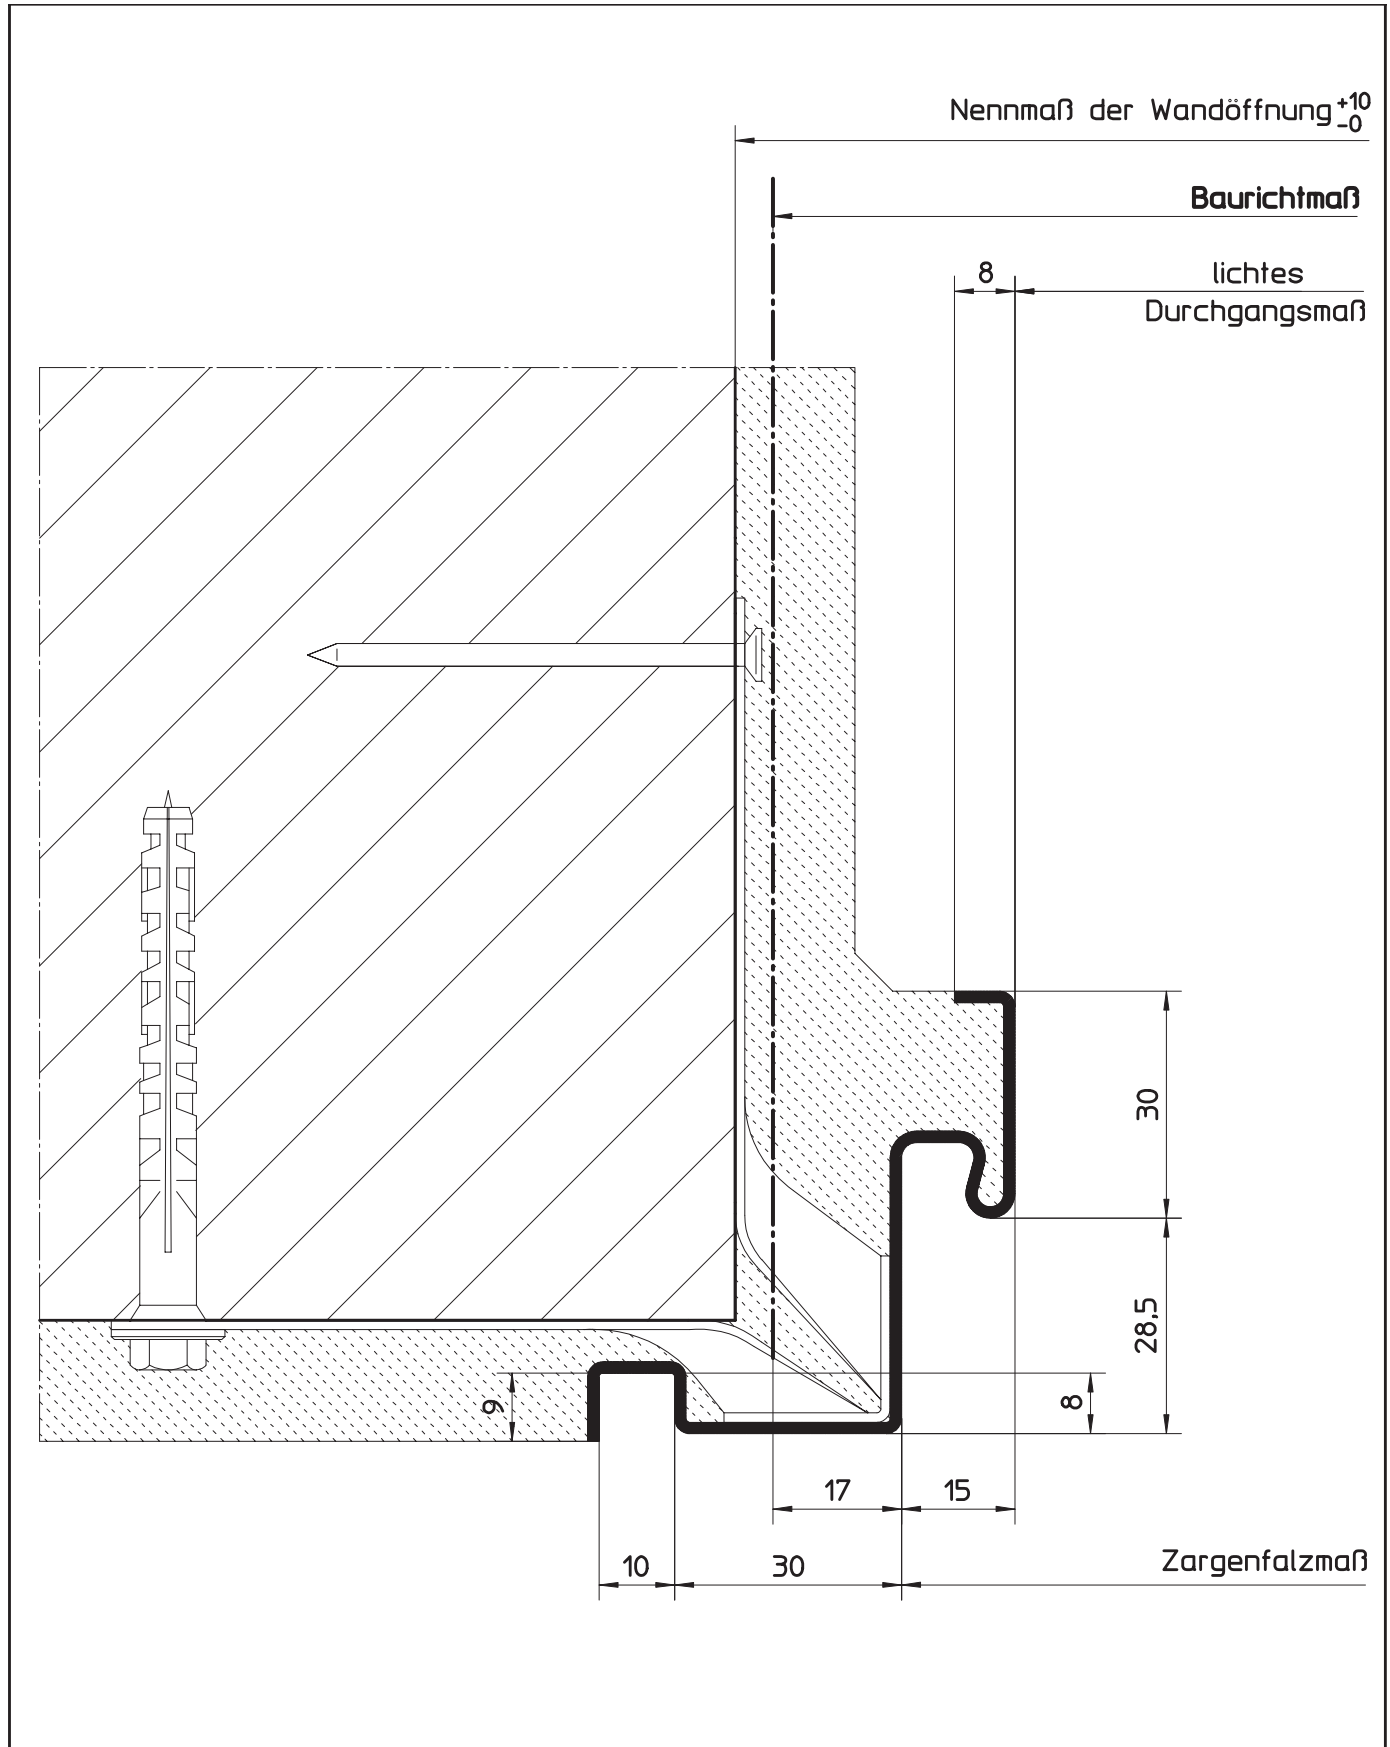 Nennmaß der Wandöffnung +10 -0
Baurichtmaß
8
lichtes
Durchgangsmaß
30
28,5
9
8
17
15
10
30
Zargenfalzmaß